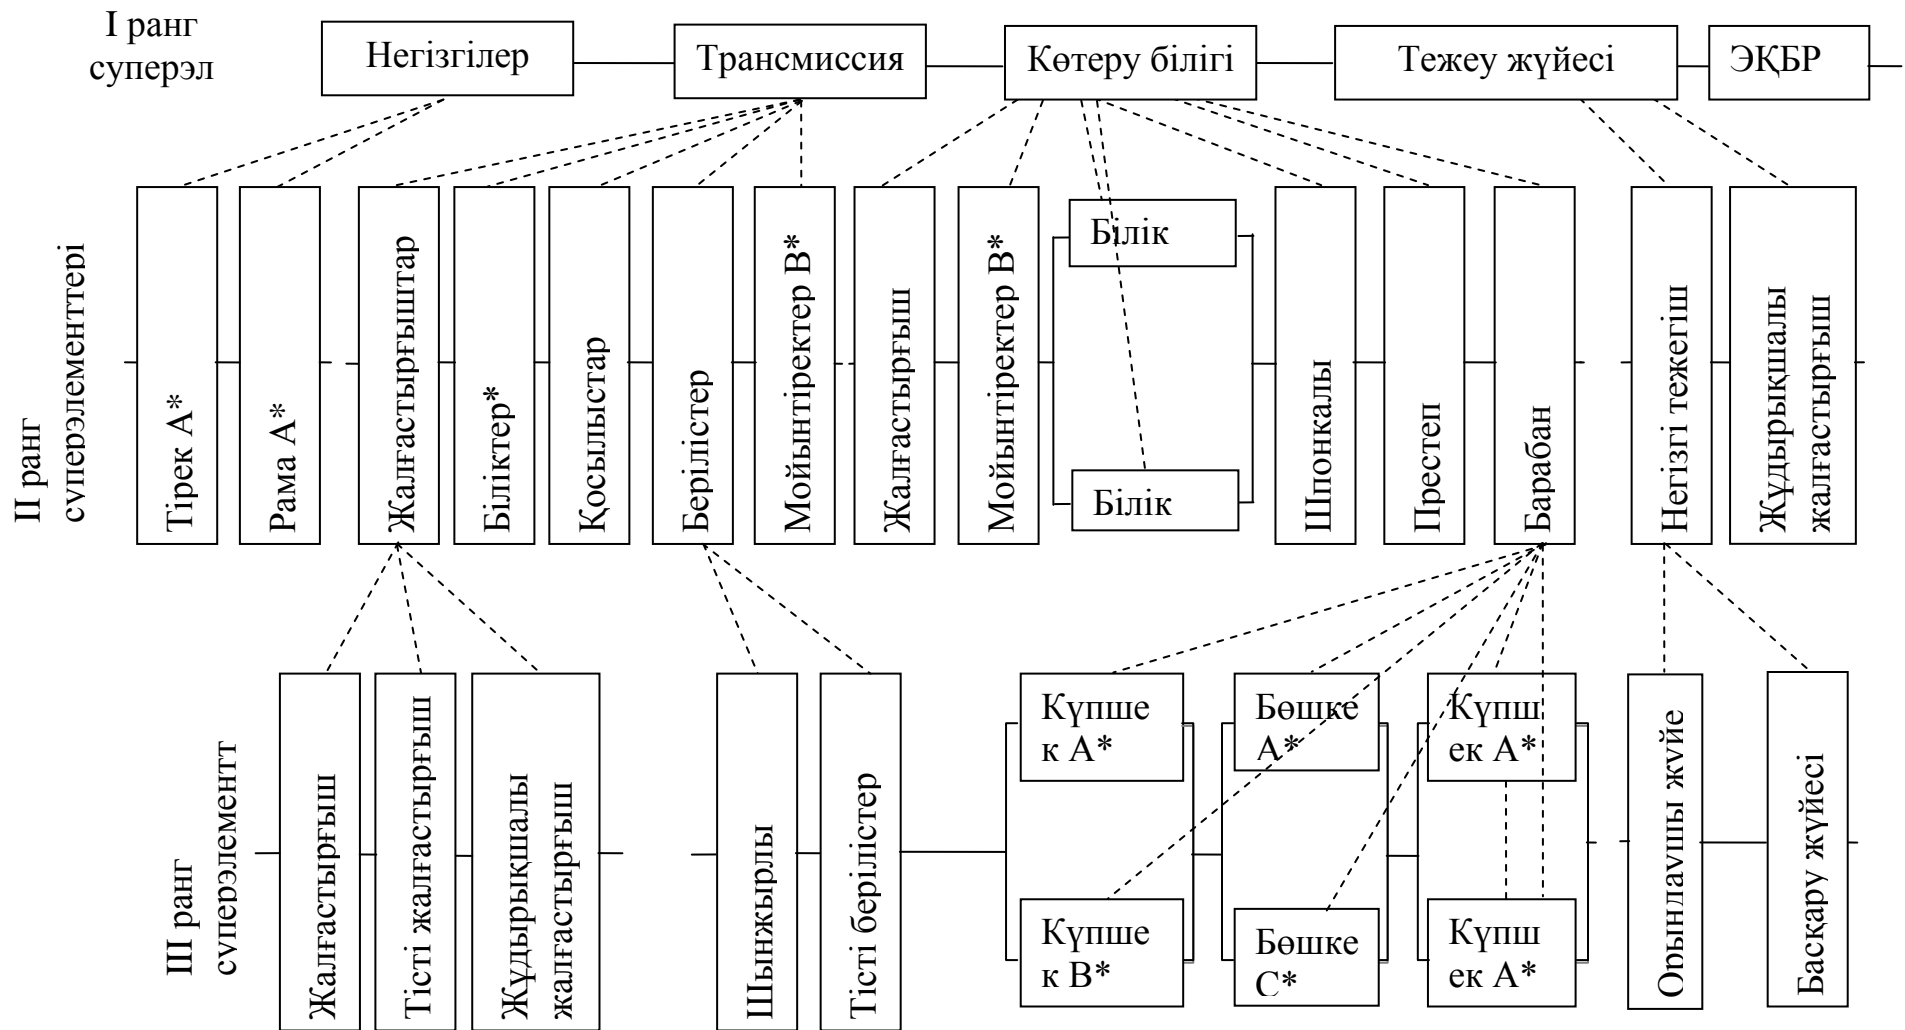 I ранг
суперэл
Негізгілер
Трансмиссия
Көтеру білігі
Тежеу жүйесі
ЭҚБР
II ранг
суперэлементтері
Тірек А*
Рама А*
Жалғастырғыштар
Біліктер*
Қосылыстар
Берілістер
Мойынтіректер В*
Жалғастырғыш
Мойынтіректер В*
Білік
Білік
Шпонкалы
Престеп
Барабан
Негізгі тежегіш
Жұдырықшалы
жалғастырғыш
III ранг
суперэлемент
Жалғастырғыш
Тісті жалғастырғыш
Жұдырықшалы
жалғастырғыш
Шынжырлы
Тісті берілістер
Күпше
к А*
Бөшке
А*
Күпш
ек А*
Күпше
к В*
Бөшке
С*
Күпш
ек А*
Орындаушы жүйе
Басқару жүйесі